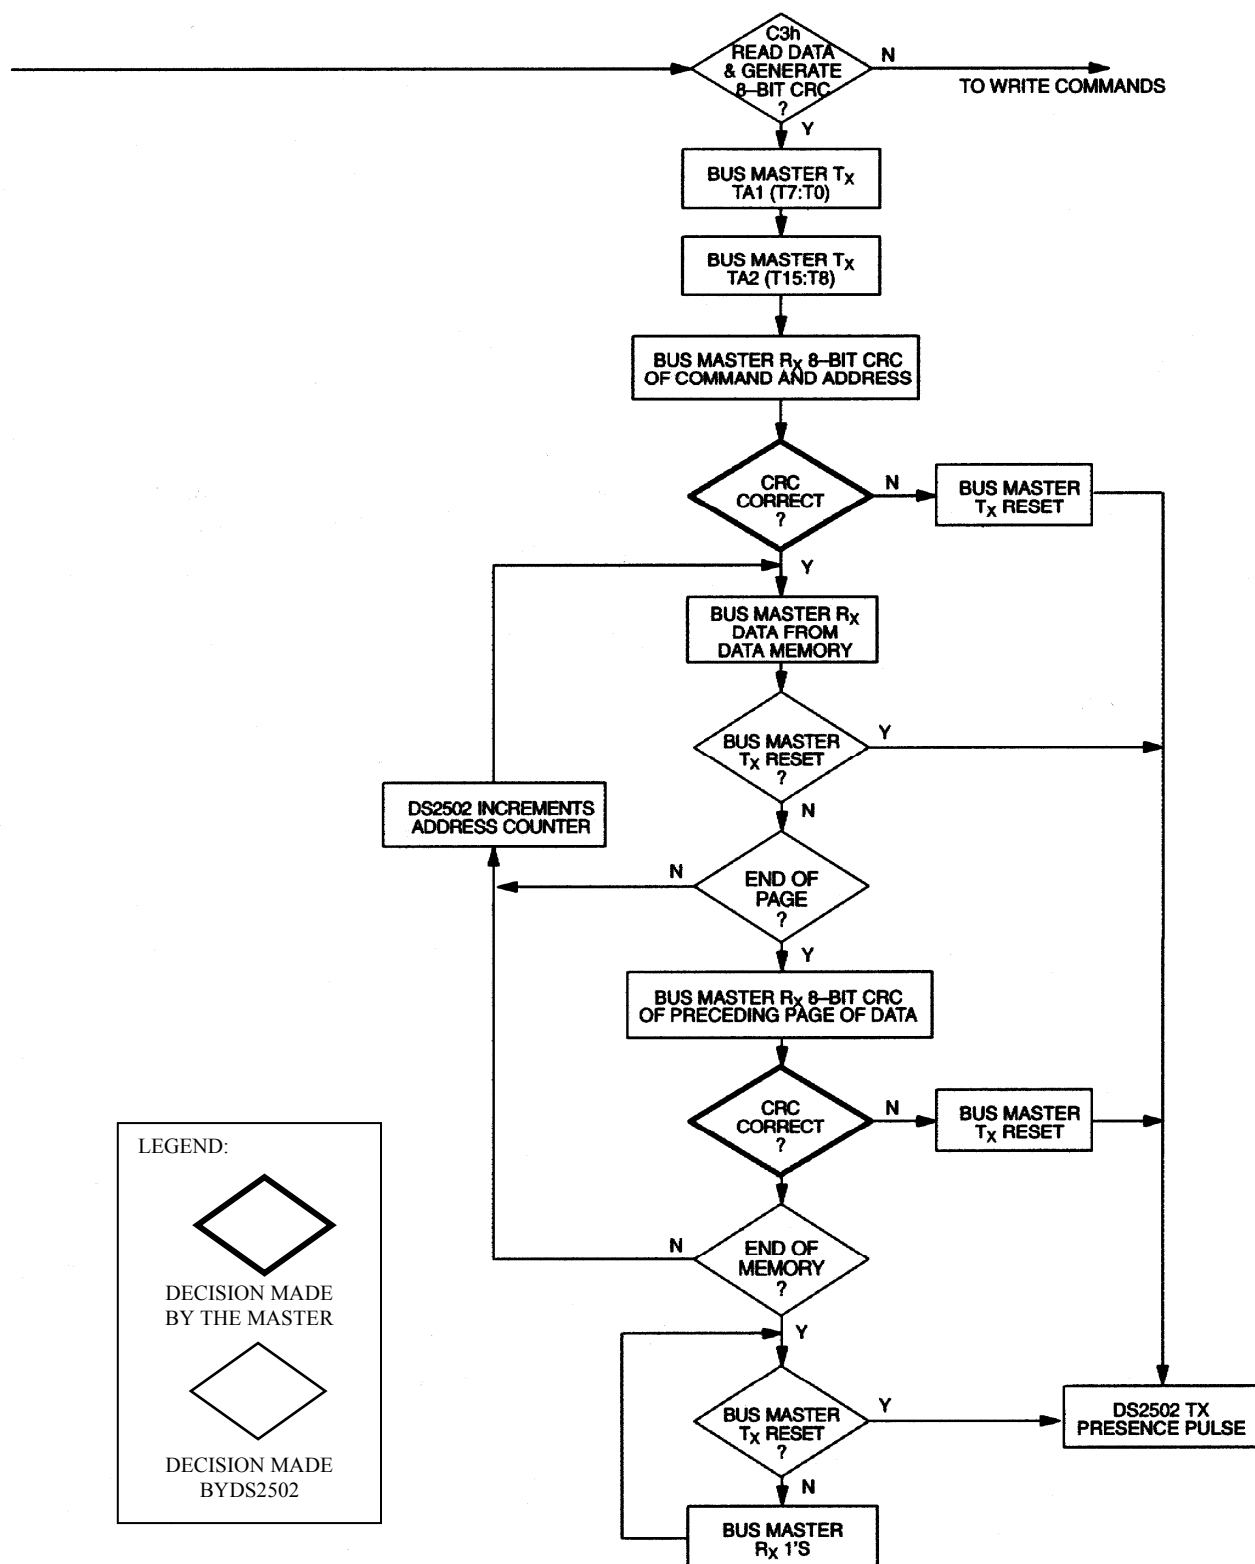 C3h
READ DATA
& GENERATE
8–BIT CRC
?
N
TO WRITE COMMANDS
Y
BUS MASTER TX
TA1 (T7:T0)
BUS MASTER TX
TA2 (T15:T8)
BUS MASTER RX 8–BIT CRC
OF COMMAND AND ADDRESS
CRC
CORRECT
?
N
BUS MASTER
TX RESET
Y
BUS MASTER RX
DATA FROM
DATA MEMORY
BUS MASTER
TX RESET
?
Y
N
DS2502 INCREMENTS
ADDRESS COUNTER
END OF
PAGE
?
N
Y
BUS MASTER RX 8–BIT CRC
OF PRECEDING PAGE OF DATA
CRC
CORRECT
?
N
BUS MASTER
TX RESET
END OF
MEMORY
?
N
Y
BUS MASTER
TX RESET
?
Y
DS2502 TX
PRESENCE PULSE
N
BUS MASTER
RX 1'S
LEGEND:
DECISION MADE
BY THE MASTER
DECISION MADE
BYDS2502